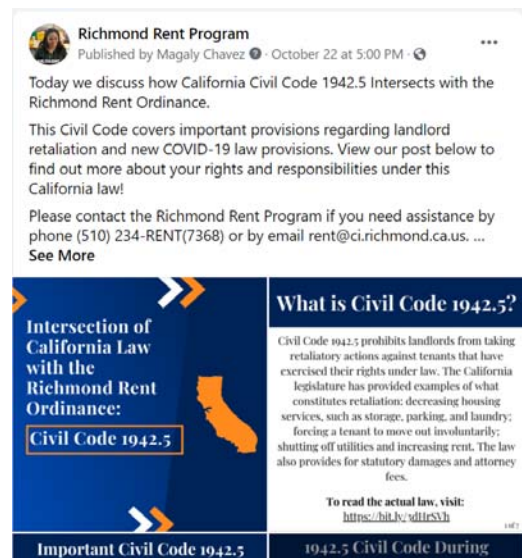 Richmond Rent Program
Published by Magaly Chavez · October 22 at 5:00 PM ·
Today we discuss how California Civil Code 1942.5 Intersects with the
Richmond Rent Ordinance.
This Civil Code covers important provisions regarding landlord
retaliation and new COVID-19 law provisions. View our post below to
find out more about your rights and responsibilities under this
California law!
Please contact the Richmond Rent Program if you need assistance by
phone (510) 234-RENT(7368) or by email rent@ci.richmond.ca.us. ...
See More
Intersection of
California Law
with the
Richmond Rent
Ordinance:
Civil Code 1942.5
What is Civil Code 1942.5?
Civil Code 1942.5 prohibits landlords from taking
retaliatory actions against tenants that have
exercised their rights under law. The California
legislature has provided examples of what
constitutes retaliation: decreasing housing
services, such as storage, parking, and laundry;
forcing a tenant to move out involuntarily;
shutting off utilities and increasing rent. The law
also provides for statutory damages and attorney
fees.
To read the actual law, visit:
https://bit.ly/3dHrSVh
1 of 7
Important Civil Code 1942.5
1942.5 Civil Code During